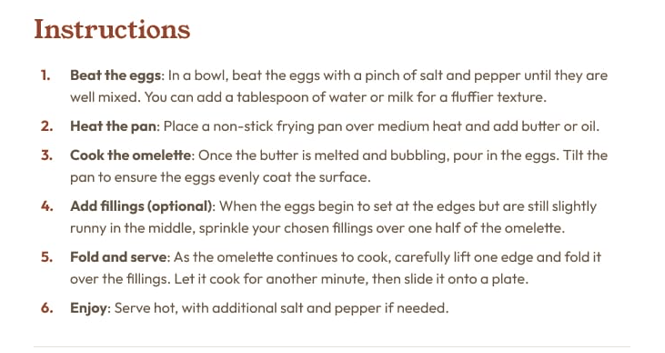 Instructions
1. Beat the eggs: In a bowl, beat the eggs with a pinch of salt and pepper until they are
well mixed. You can add a tablespoon of water or milk for a fluffier texture.
2. Heat the pan: Place a non-stick frying pan over medium heat and add butter or oil.
3. Cook the omelette: Once the butter is melted and bubbling, pour in the eggs. Tilt the
pan to ensure the eggs evenly coat the surface.
4. Add fillings (optional): When the eggs begin to set at the edges but are still slightly
runny in the middle, sprinkle your chosen fillings over one half of the omelette.
5. Fold and serve: As the omelette continues to cook, carefully lift one edge and fold it
over the fillings. Let it cook for another minute, then slide it onto a plate.
6. Enjoy: Serve hot, with additional salt and pepper if needed.